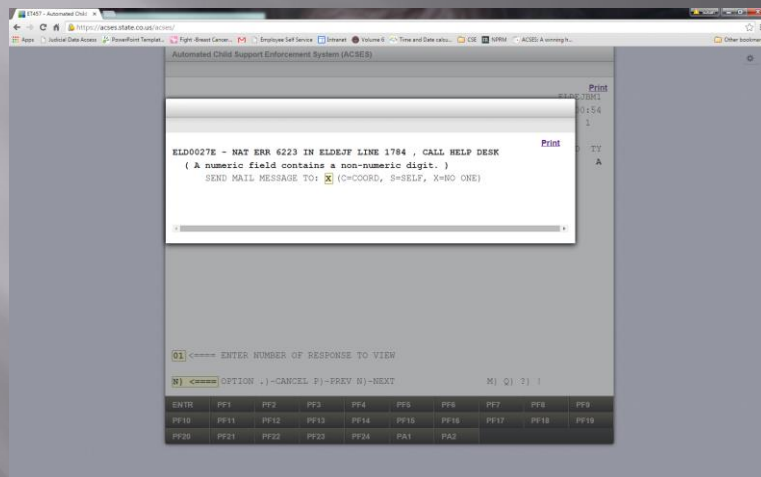 ET457 - Automated Child
https://acses.state.co.us/acses/
Apps Judicial Data Access PowerPoint Templat... Fight -Breast Cancer... Employee Self Service Intranet Volume 6 Time and Date calcu... CSE NPRM ACSES: A winning h... Other bookmar
Automated Child Support Enforcement System (ACSES)
Print
00:54
1
TY
A
Print
ELD0027E - NAT ERR 6223 IN ELDEJF LINE 1784 , CALL HELP DESK
( A numeric field contains a non-numeric digit. )
SEND MAIL MESSAGE TO: X (C=COORD, S=SELF, X=NO ONE)
01 <==== ENTER NUMBER OF RESPONSE TO VIEW
N) <==== OPTION .)-CANCEL P)-PREV N)-NEXT M) Q) ?) (
ENTR PF1 PF2 PF3 PF4 PF5 PF6 PF7 PF8 PF9
PF10 PF11 PF12 PF13 PF14 PF15 PF16 PF17 PF18 PF19
PF20 PF21 PF22 PF23 PF24 PA1 PA2